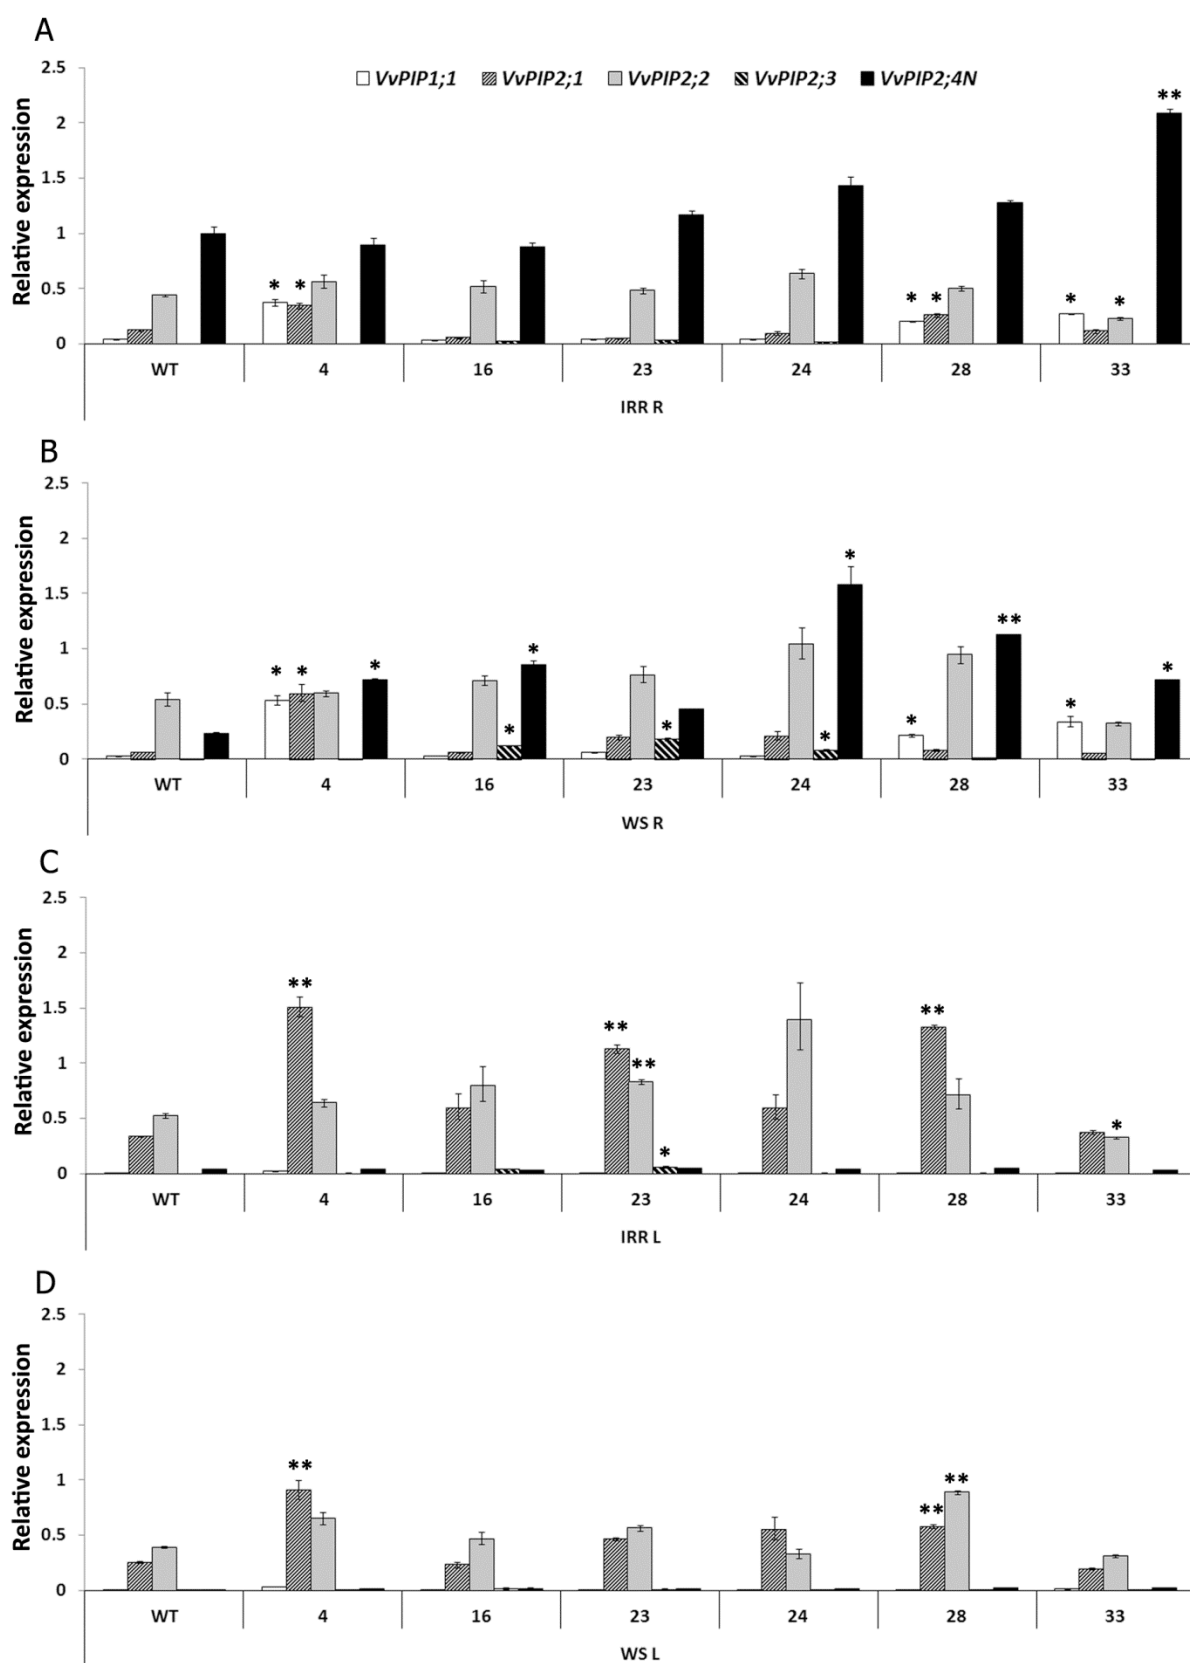 A
2.5
VvPIP1;1 VvPIP2;1 VvPIP2;2 VvPIP2;3 VvPIP2;4N
**
2
1.5
1
* *
* *
* *
0.5
0
Relative expression
WT 4 16 23 24 28 33
IRR R
B
2.5
2
*
1.5
**
1
* * * * *
* * * *
0.5
0
Relative expression
WT 4 16 23 24 28 33
WS R
C
2.5
2
** ** **
1.5
**
1
0.5
*
*
0
Relative expression
WT 4 16 23 24 28 33
IRR L
D
2.5
2
1.5
** **
1
**
0.5
0
Relative expression
WT 4 16 23 24 28 33
WS L